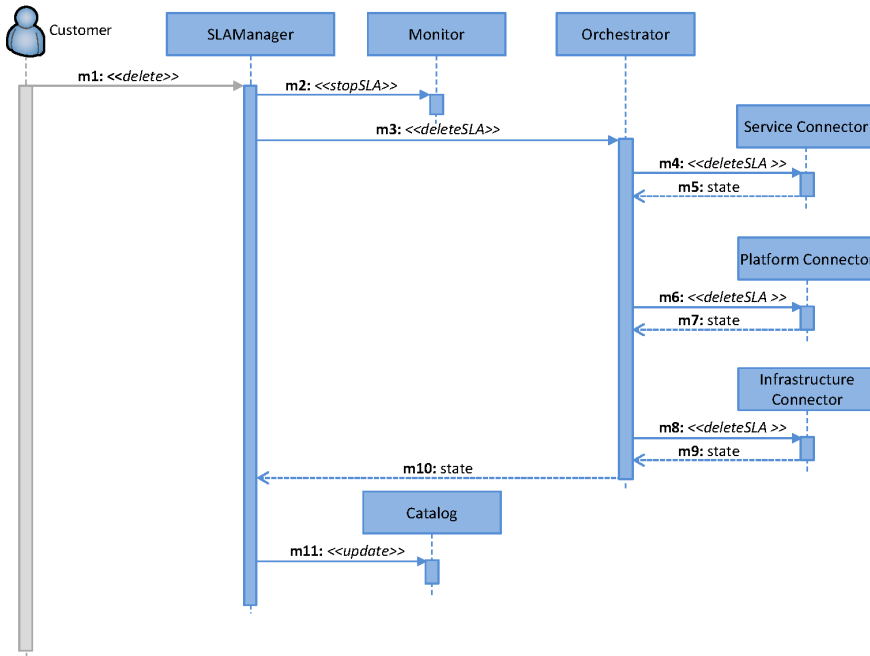 Customer
SLAManager
Monitor
Orchestrator
m1: <<delete>>
m2: <<stopSLA>>
m3: <<deleteSLA>>
Service Connector
m4: <<deleteSLA >>
m5: state
Platform Connecto
m6: <<deleteSLA >>
m7: state
Infrastructure
Connector
m8: <<deleteSLA >>
m9: state
m10: state
Catalog
m11: <<update>>